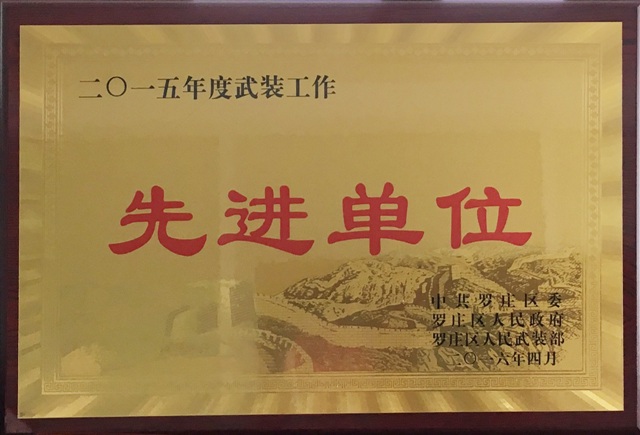 二〇一五年度武装工作
先进单位
中共罗庄区委
罗庄区人民政府
罗庄区人民武装部
二〇一六年四月